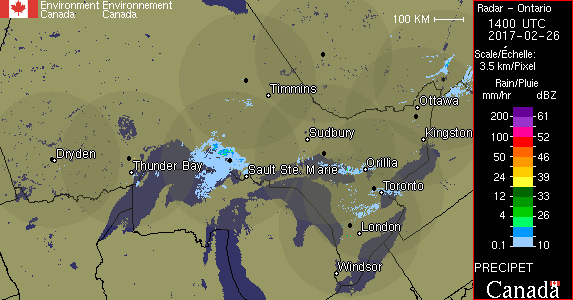 Environment Environnement
Canada Canada
100 KM
Radar - Ontario
1400 UTC
2017-02-26
Scale/Échelle:
3.5 km/Pixel
Rain/Pluie
mm/hr dBZ
200 61
100 52
50 46
24 39
12 33
4 26
2 20
0.1 10
PRECIPET
Canada
Timmins
Ottawa
Sudbury
Kingston
Dryden
Thunder Bay
Sault Ste. Marie
Orillia
Toronto
London
Windsor